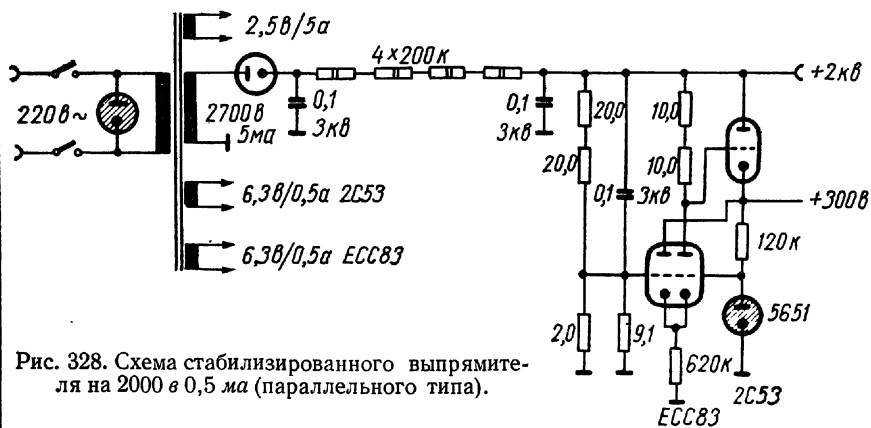 2,5в/5а
4×200к
+2кв
220в~
2700в
5ма
0,1
3кв
0,1
3кв
20,0
10,0
20,0
0,1
3кв
10,0
+300в
6,3в/0,5а 2С53
120к
6,3в/0,5а ЕСС83
5651
2,0
9,1
620к
2С53
ЕСС83
Рис. 328. Схема стабилизированного выпрямите-
ля на 2000 в 0,5 ма (параллельного типа).